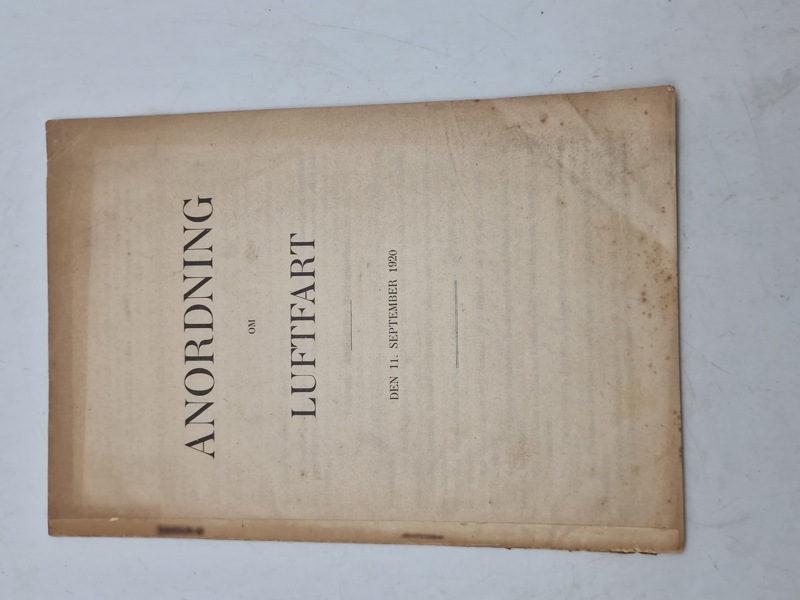 ANORDNING
OM
LUFTFART
DEN 11. SEPTEMBER 1920